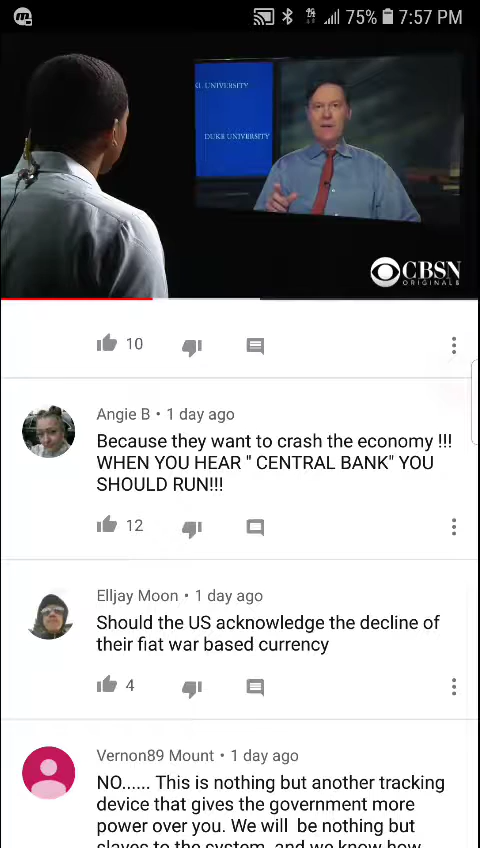 75% 7:57 PM
KE UNIVERSITY
DUKE UNIVERSITY
CBSN
ORIGINALS
10
Angie B • 1 day ago
Because they want to crash the economy !!!
WHEN YOU HEAR " CENTRAL BANK" YOU
SHOULD RUN!!!
12
Elljay Moon • 1 day ago
Should the US acknowledge the decline of
their fiat war based currency
4
Vernon89 Mount • 1 day ago
NO...... This is nothing but another tracking
device that gives the government more
power over you. We will be nothing but
slaves to the system, and we know how